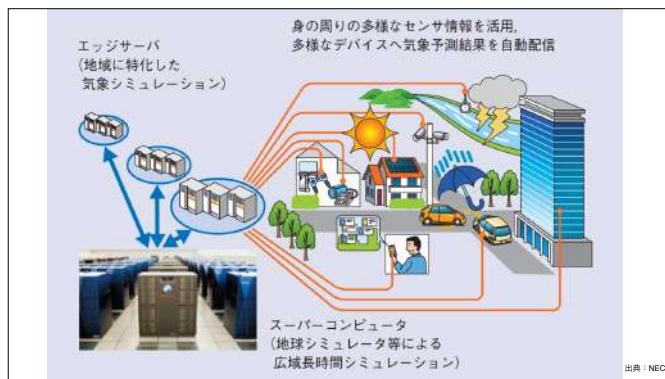 身の周りの多様なセンサ情報を活用,
多様なデバイスへ気象予測結果を自動配信
エッジサーバ
（地域に特化した
気象シミュレーション）
スーパーコンピュータ
（地球シミュレータ等による
広域長時間シミュレーション）
出典：NEC